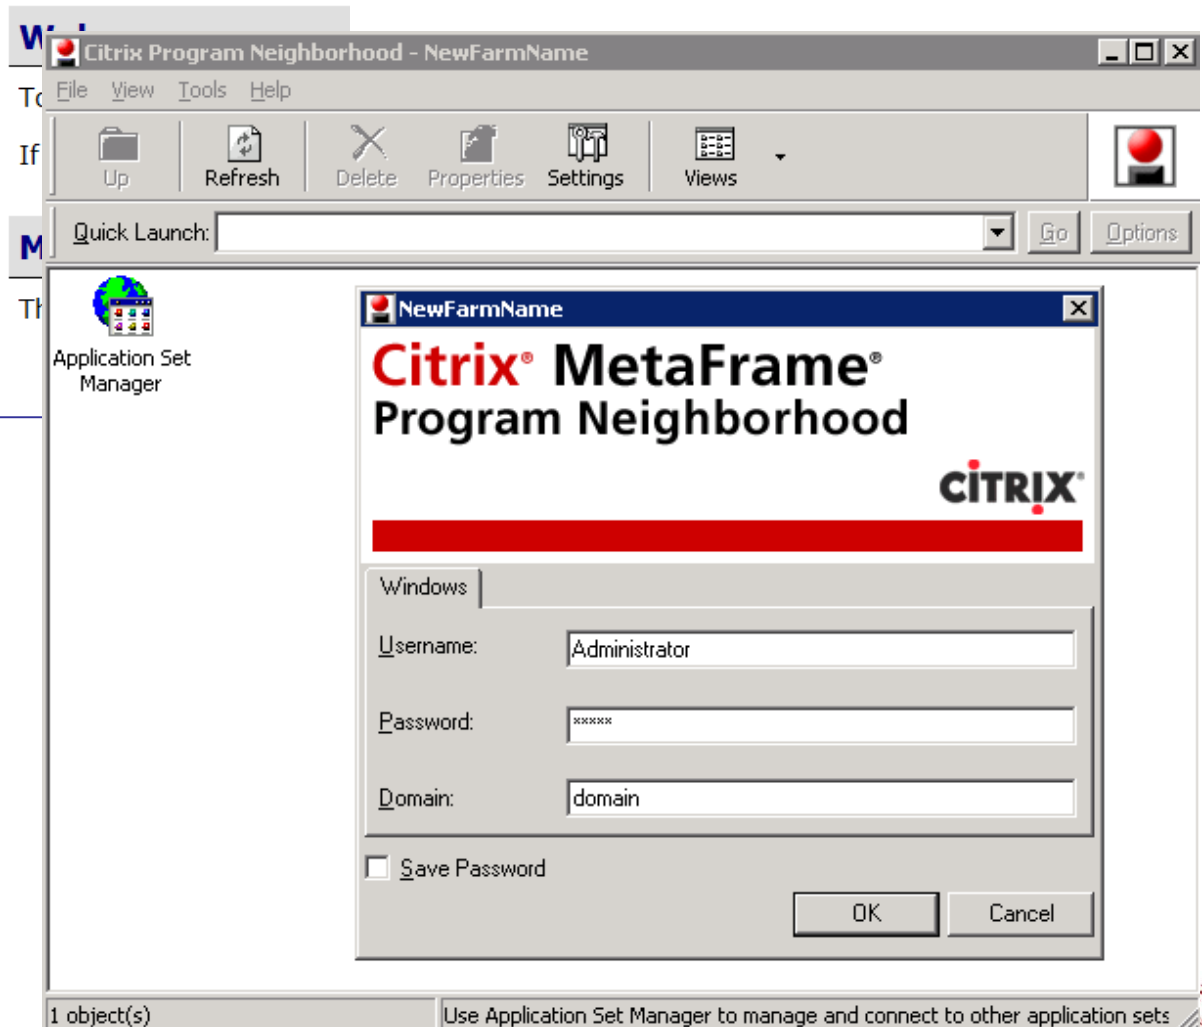 Citrix Program Neighborhood - NewFarmName
File View Tools Help
To
If
Up Refresh Delete Properties Settings Views
Quick Launch: Go Options
M
Th
Application Set
Manager
NewFarmName
Citrix® MetaFrame®
Program Neighborhood
CİTRIX®
Windows
Username: Administrator
Password: *****
Domain: domain
Save Password
OK Cancel
1 object(s) Use Application Set Manager to manage and connect to other application sets